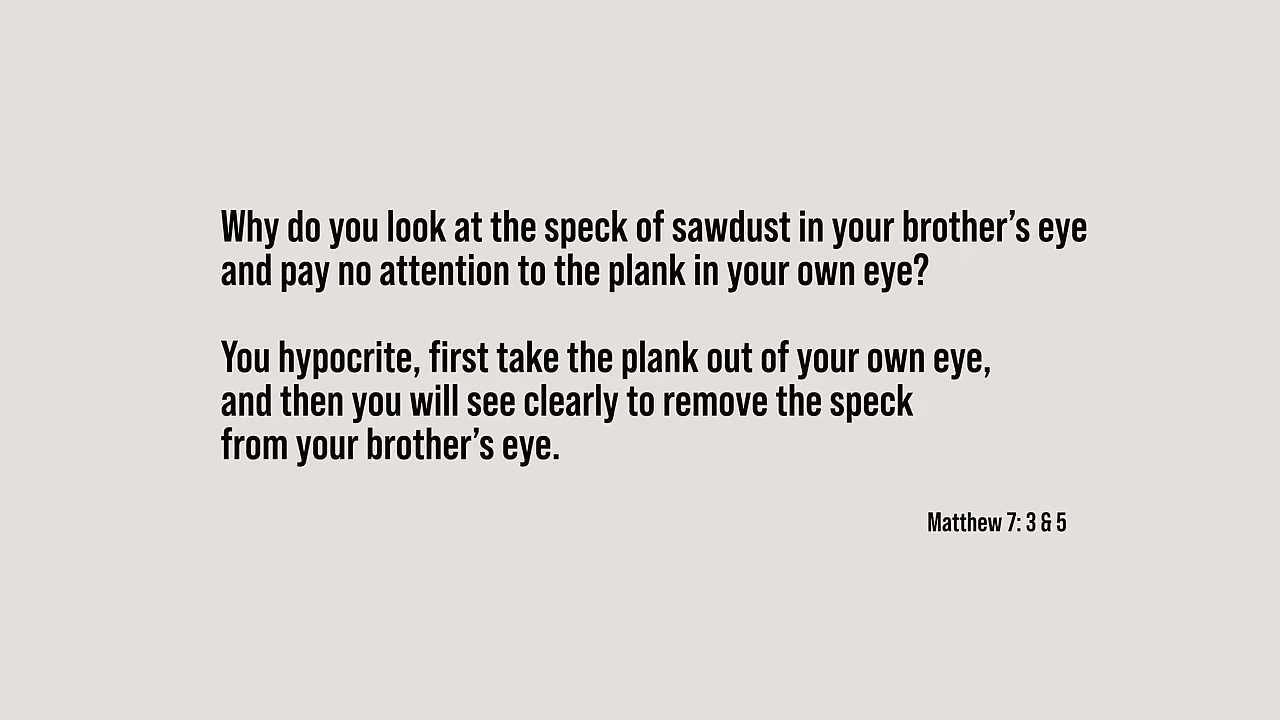 Why do you look at the speck of sawdust in your brother’s eye
and pay no attention to the plank in your own eye?
You hypocrite, first take the plank out of your own eye,
and then you will see clearly to remove the speck
from your brother’s eye.
Matthew 7: 3 & 5